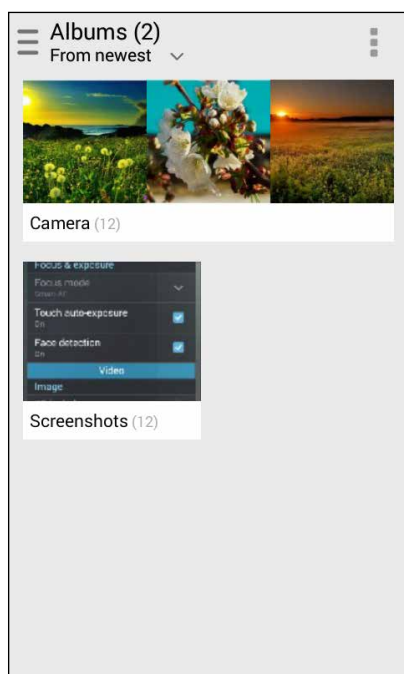 Albums (2)
From newest
Camera (12)
Focus & exposure
Focus mode
Touch auto-exposure
On
Face detection
On
Video
Image
Screenshots (12)